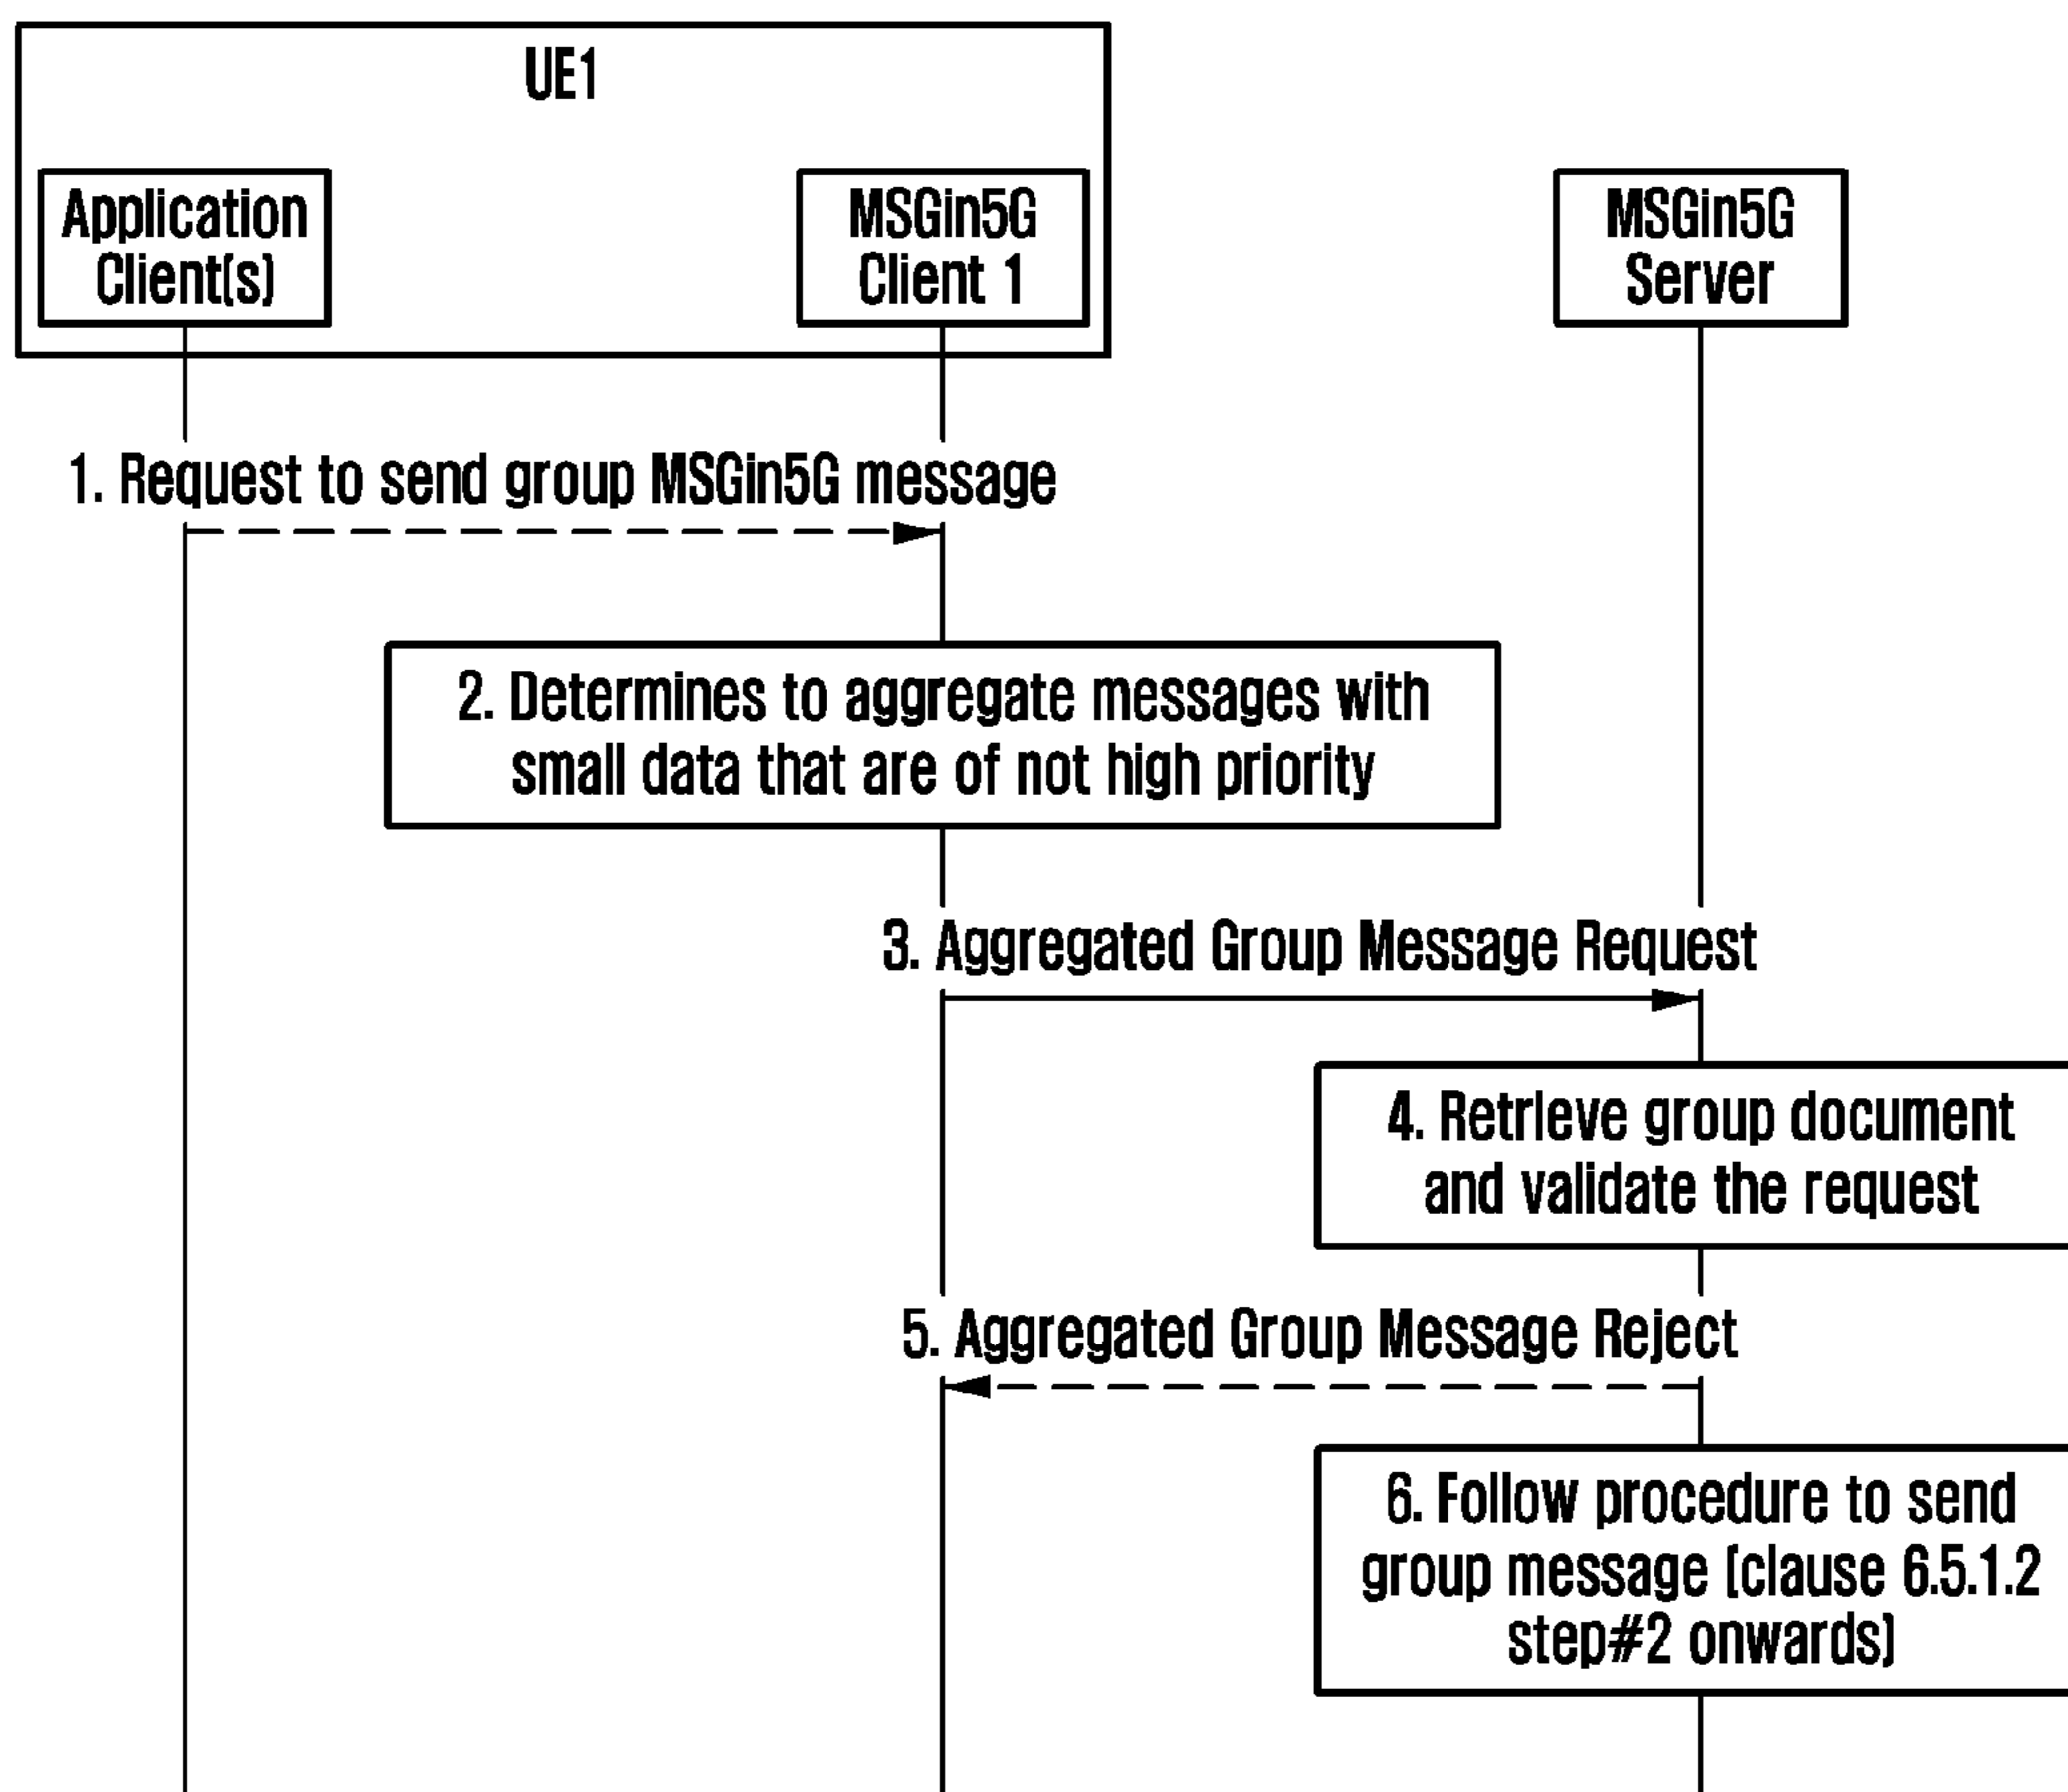 UE1
Application
Client(s)
MSGin5G
Client 1
MSGin5G
Server
1. Request to send group MSGin5G message
2. Determines to aggregate messages with
small data that are of not high priority
3. Aggregated Group Message Request
4. Retrleve group document
and validate the request
5. Aggregated Group Message Reject
6. Follow procedure to send
group message (clause 6.5.1.2
step#2 onwards)